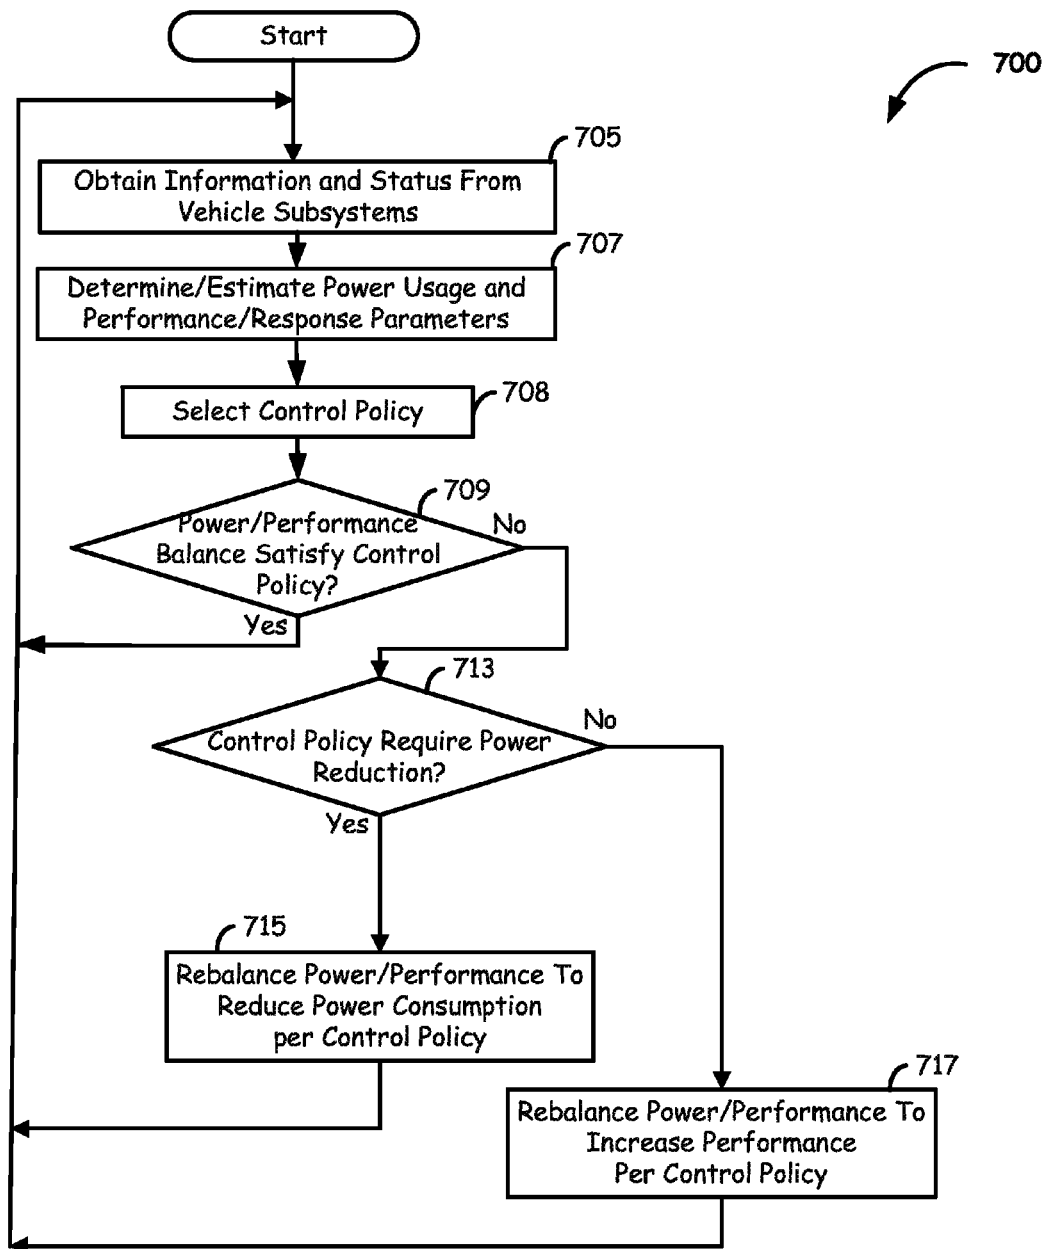 Start
700
705
Obtain Information and Status From
Vehicle Subsystems
707
Determine/Estimate Power Usage and
Performance/Response Parameters
708
Select Control Policy
709
Power/Performance
Balance Satisfy Control
Policy?
No
Yes
713
Control Policy Require Power
Reduction?
No
Yes
715
Rebalance Power/Performance To
Reduce Power Consumption
per Control Policy
717
Rebalance Power/Performance To
Increase Performance
Per Control Policy